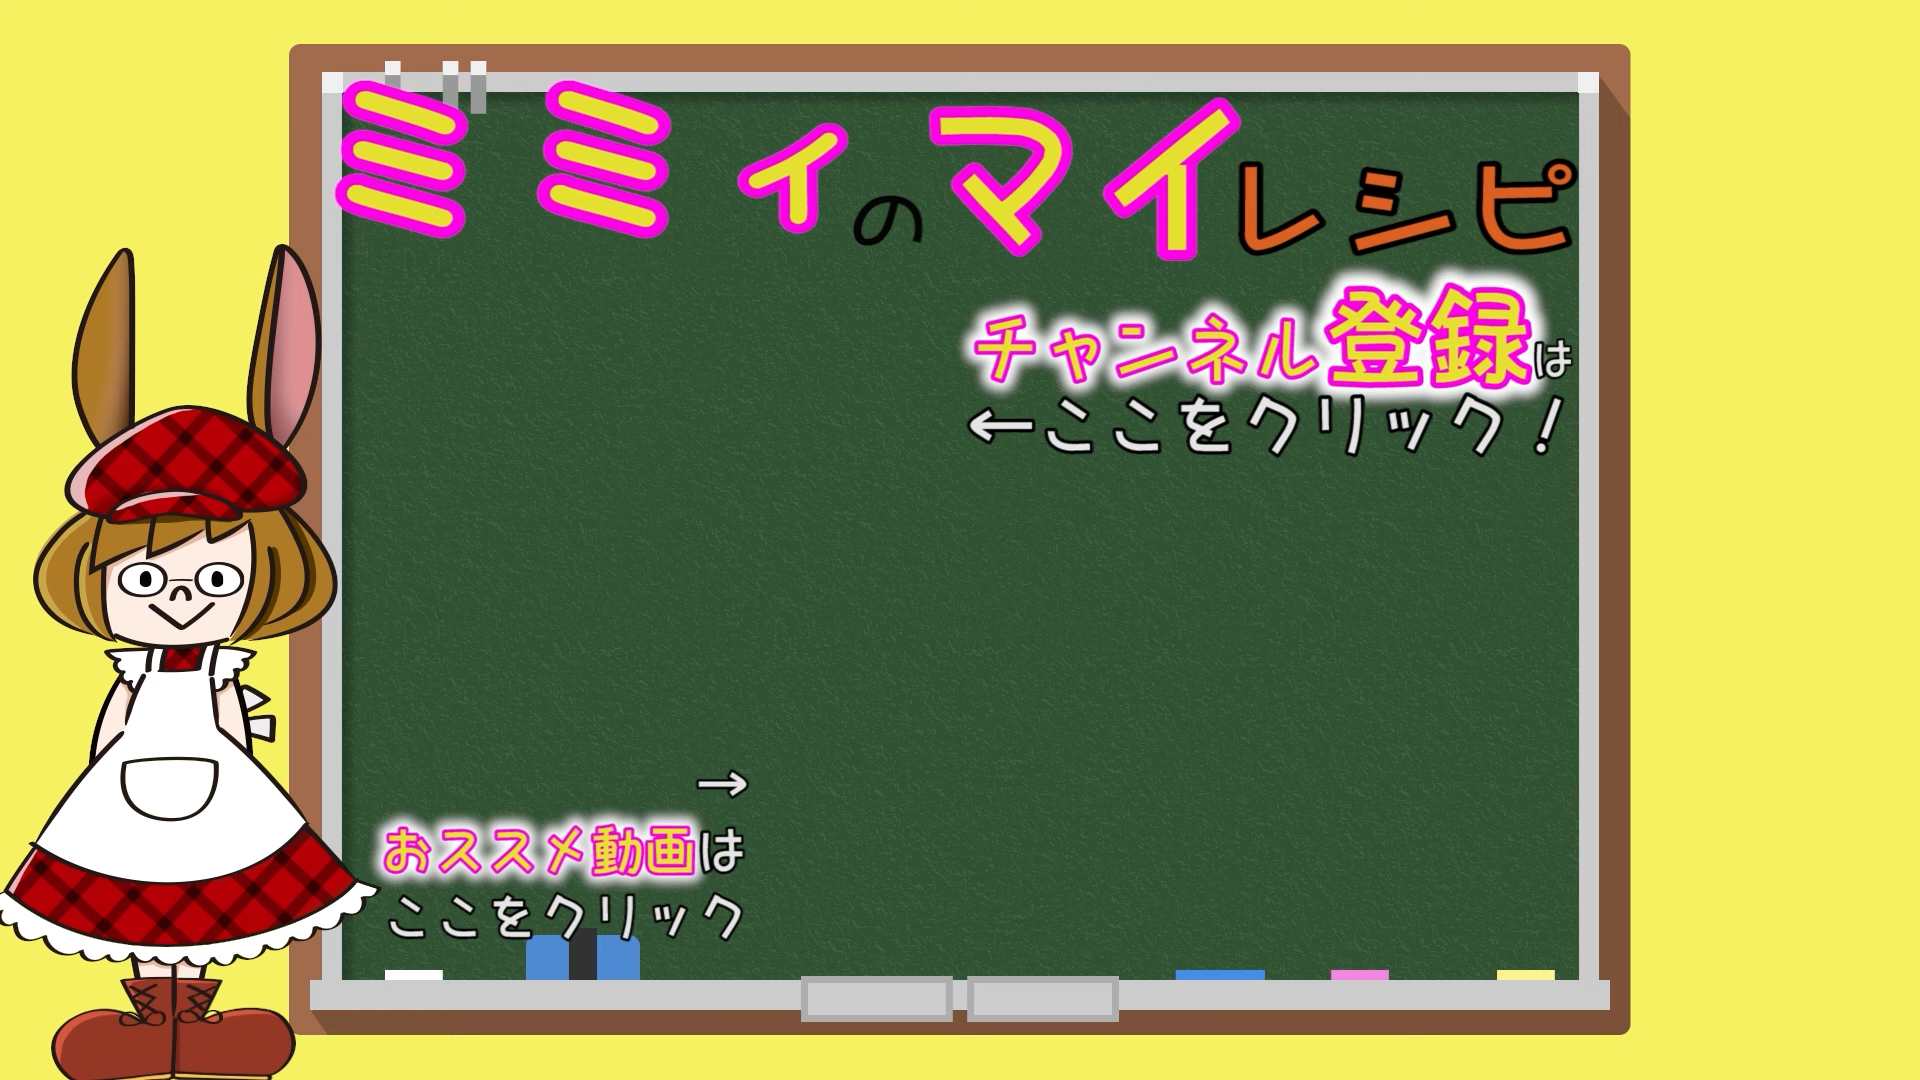 ミミィのマイレシピ
チャンネル登録は
←ここをクリック！
→
おススメ動画は
ここをクリック